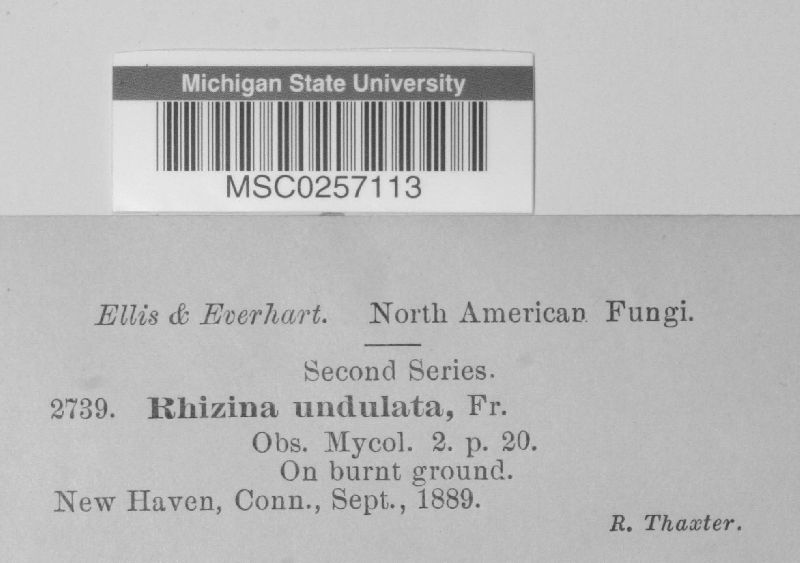 Michigan State University
MSC0257113
Ellis & Everhart. North American Fungi.
Second Series.
2739. Rhizina undulata, Fr.
Obs. Mycol. 2. p. 20.
On burnt ground.
New Haven, Conn., Sept., 1889.
R. Thaxter.